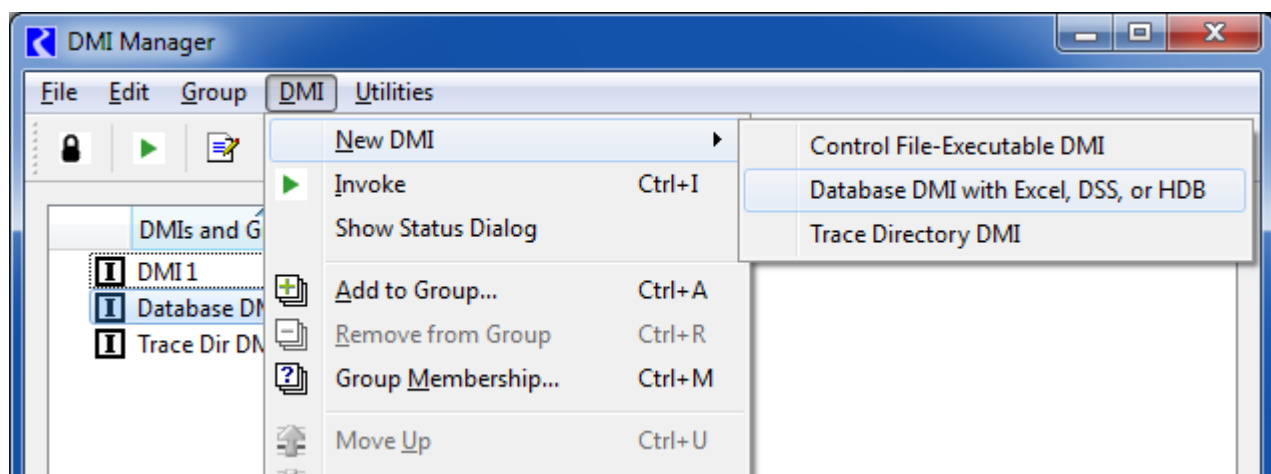 DMI Manager
File Edit Group DMI Utilities
New DMI
Control File-Executable DMI
Invoke Ctrl+I
Database DMI with Excel, DSS, or HDB
Show Status Dialog
Trace Directory DMI
DMIs and G
DMI 1
Add to Group... Ctrl+A
Database DM
Remove from Group Ctrl+R
Trace Dir DM
Group Membership... Ctrl+M
Move Up Ctrl+U